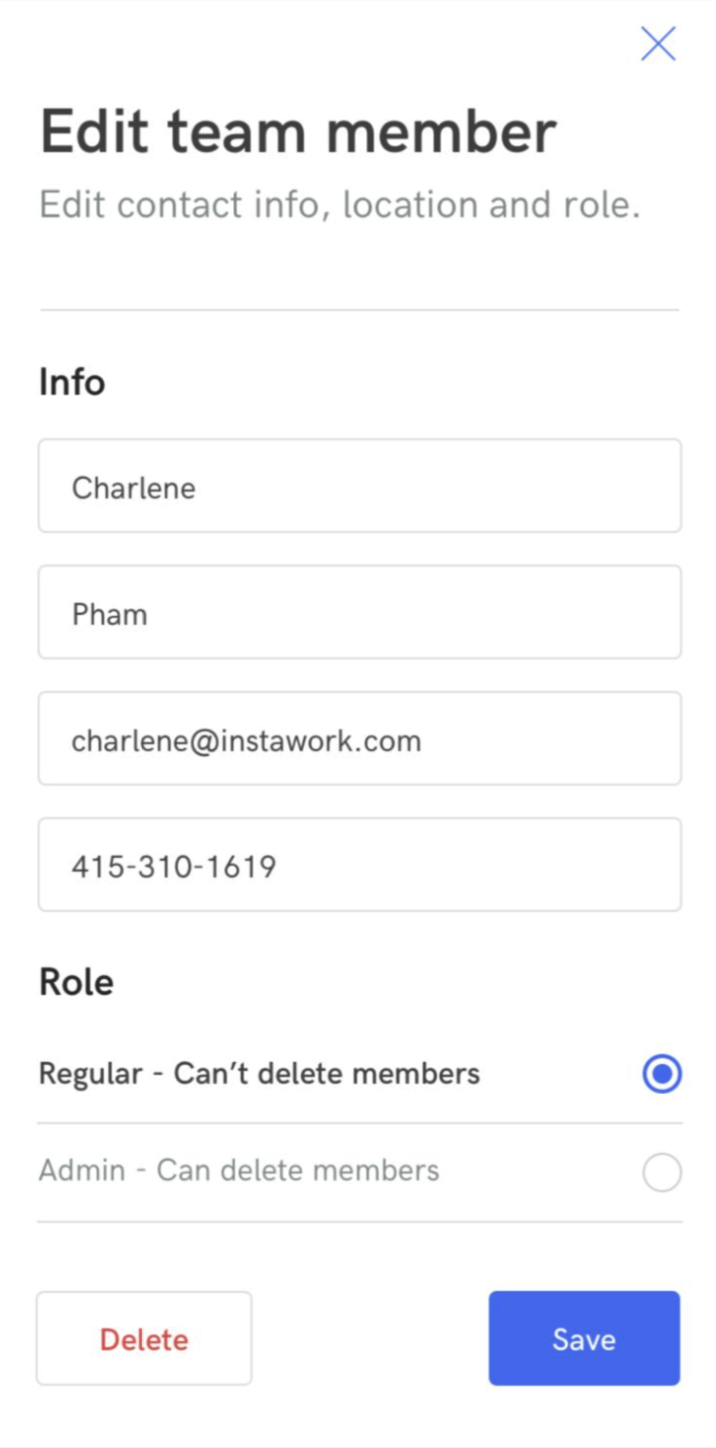 Edit team member
Edit contact info, location and role.
Info
Charlene
Pham
charlene@instawork.com
415-310-1619
Role
Regular - Can’t delete members
Admin - Can delete members
Delete
Save